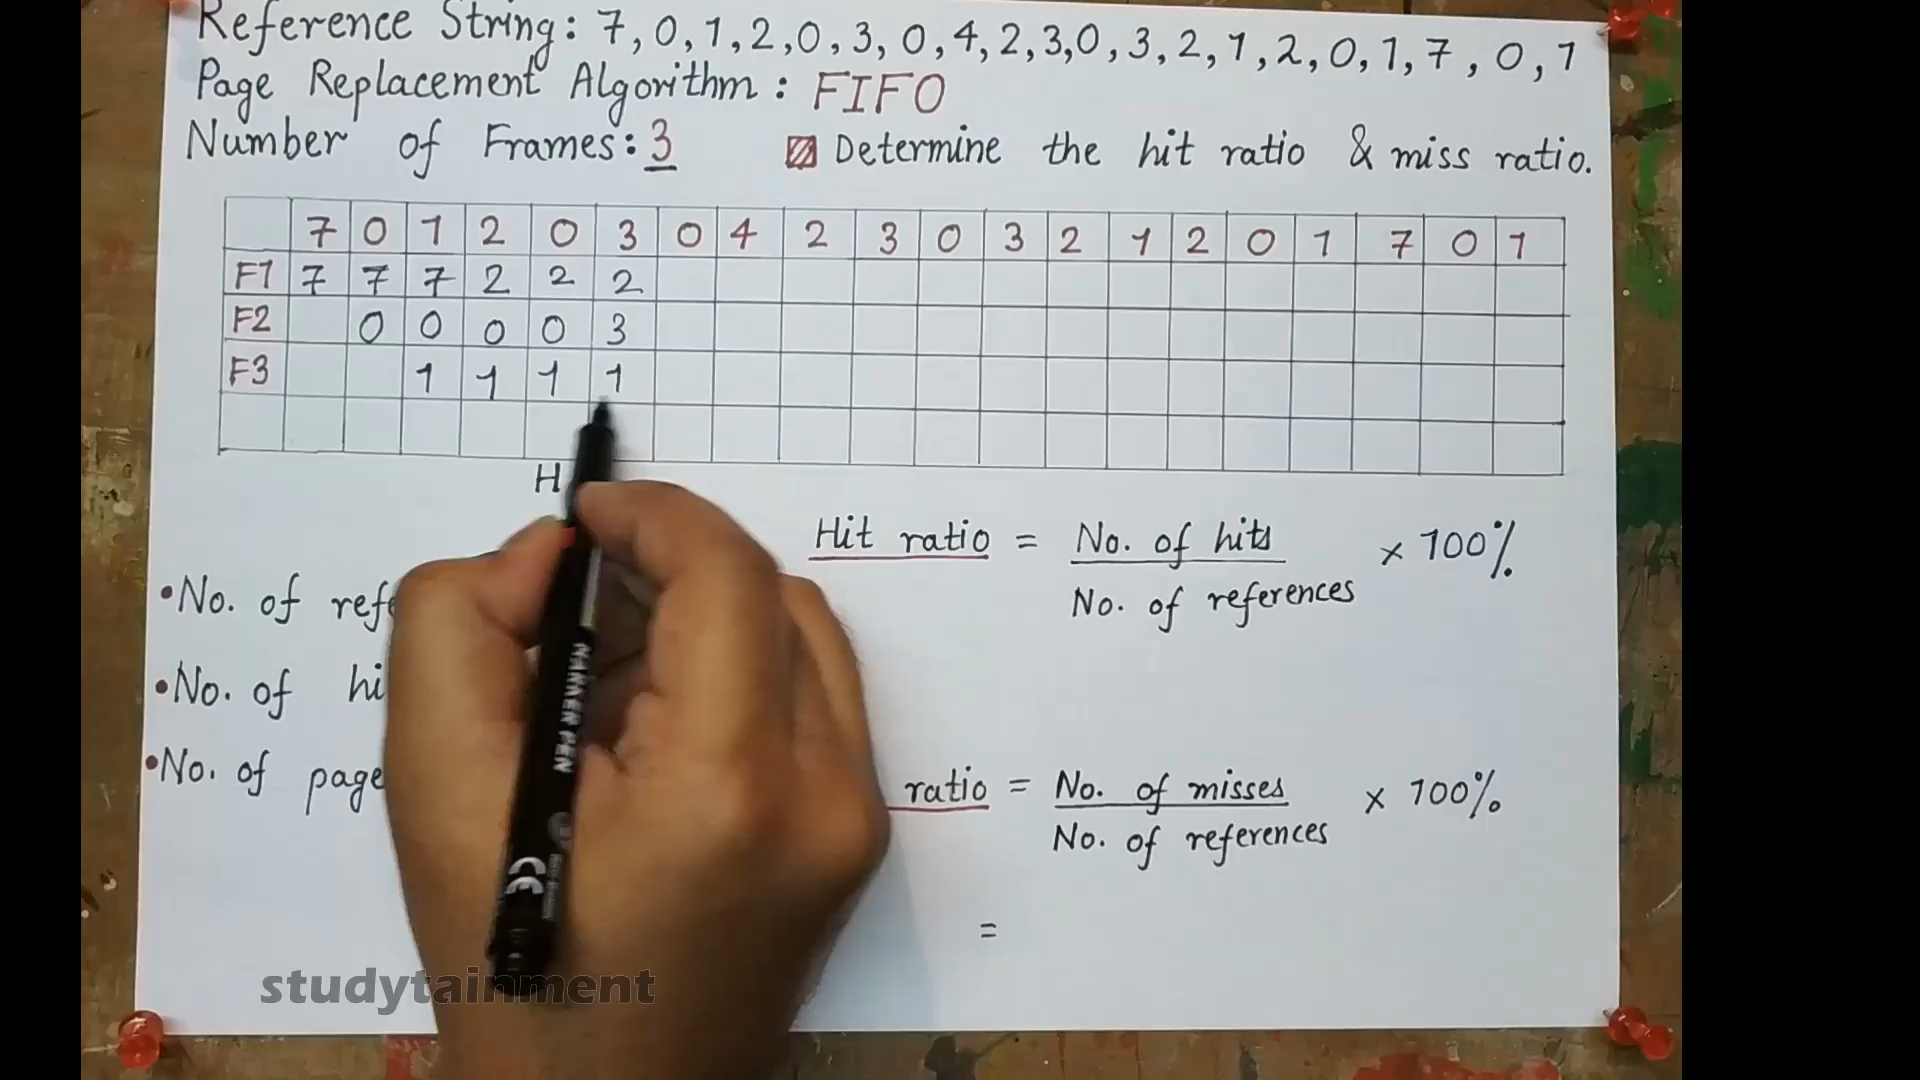 Reference String: 7, 0, 1, 2, 0, 3, 0, 4, 2, 3, 0, 3, 2, 1, 2, 0, 1, 7, 0, 1
Page Replacement Algorithm: FIFO
Number of Frames: 3
Determine the hit ratio & miss ratio.
7 0 1 2 0 3 0 4 2 3 0 3 2 1 2 0 1 7 0 1
F1 7 7 7 2 2 2
F2 0 0 0 0 3
F3 1 1 1 1
H
Hit ratio = No. of hits × 100%
No. of references
• No. of
• No. of
• No. of page
ratio = No. of misses × 100%
No. of references
=
studytainment
MARKER PEN
CE